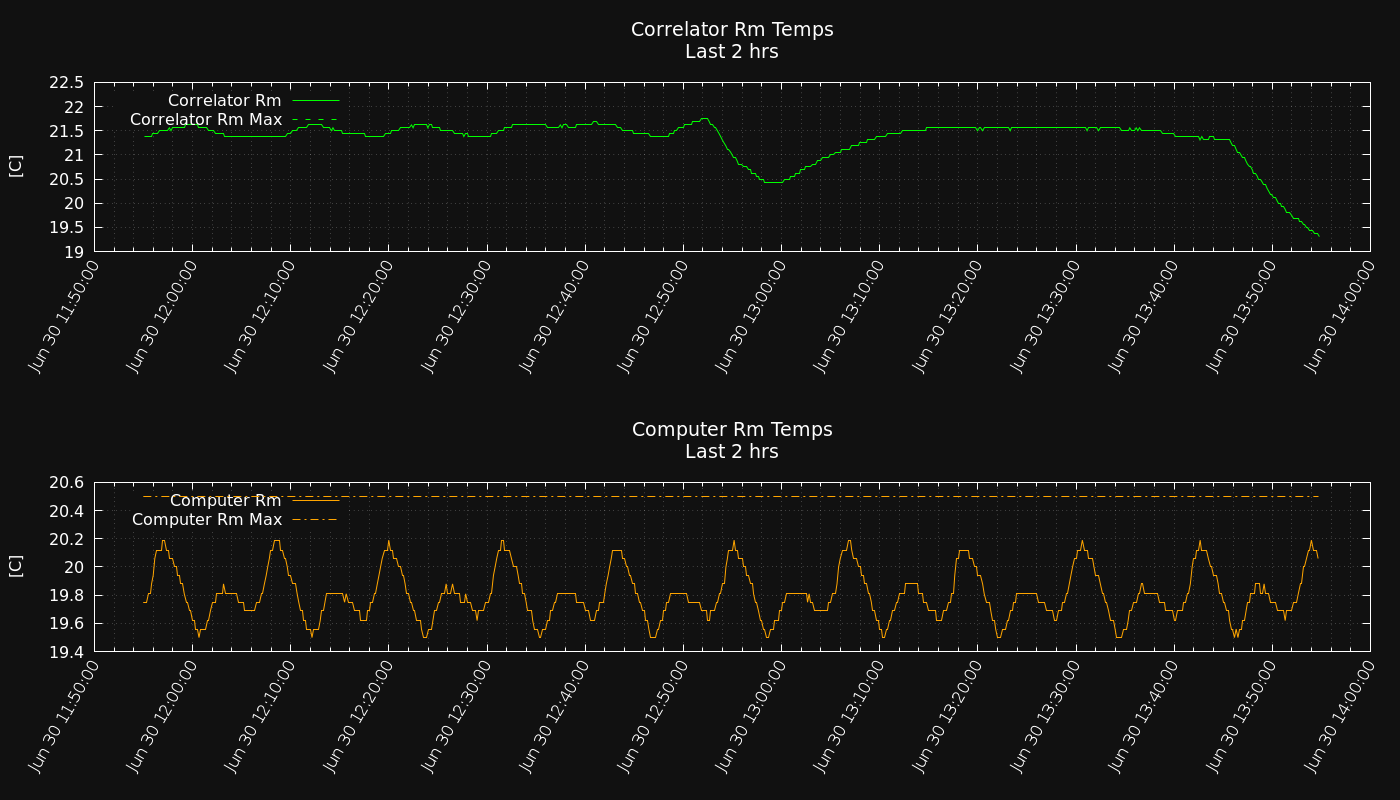 Correlator Rm Temps
Last 2 hrs
22.5
22
21.5
21
20.5
20
19.5
19
[C]
Correlator Rm
Correlator Rm Max
Jun 30 11:50:00
Jun 30 12:00:00
Jun 30 12:10:00
Jun 30 12:20:00
Jun 30 12:30:00
Jun 30 12:40:00
Jun 30 12:50:00
Jun 30 13:00:00
Jun 30 13:10:00
Jun 30 13:20:00
Jun 30 13:30:00
Jun 30 13:40:00
Jun 30 13:50:00
Jun 30 14:00:00
Computer Rm Temps
Last 2 hrs
20.6
20.4
20.2
20
19.8
19.6
19.4
[C]
Computer Rm
Computer Rm Max
Jun 30 11:50:00
Jun 30 12:00:00
Jun 30 12:10:00
Jun 30 12:20:00
Jun 30 12:30:00
Jun 30 12:40:00
Jun 30 12:50:00
Jun 30 13:00:00
Jun 30 13:10:00
Jun 30 13:20:00
Jun 30 13:30:00
Jun 30 13:40:00
Jun 30 13:50:00
Jun 30 14:00:00